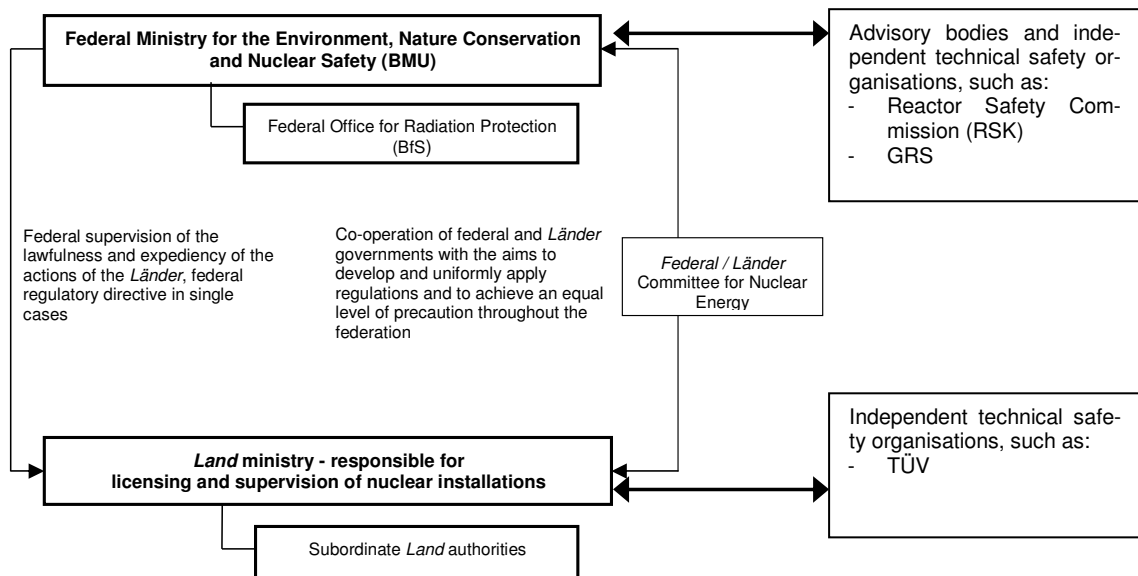 Federal Ministry for the Environment, Nature Conservation
and Nuclear Safety (BMU)
Advisory bodies and inde-
pendent technical safety or-
ganisations, such as:
- Reactor Safety Com-
mission (RSK)
- GRS
Federal Office for Radiation Protection
(BfS)
Federal supervision of the
lawfulness and expediency of the
actions of the Länder, federal
regulatory directive in single
cases
Co-operation of federal and Länder
governments with the aims to
develop and uniformly apply
regulations and to achieve an equal
level of precaution throughout the
federation
Federal / Länder
Committee for Nuclear
Energy
Land ministry - responsible for
licensing and supervision of nuclear installations
Independent technical safe-
ty organisations, such as:
- TÜV
Subordinate Land authorities